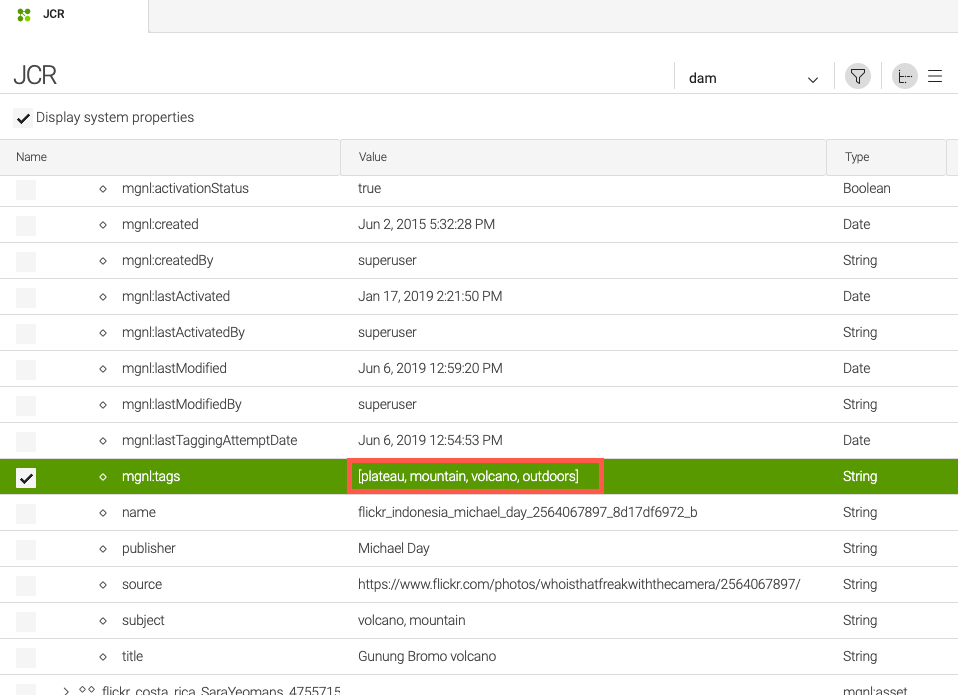 JCR
JCR
dam
Display system properties
Name Value Type
mgnl:activationStatus true Boolean
mgnl:created Jun 2, 2015 5:32:28 PM Date
mgnl:createdBy superuser String
mgnl:lastActivated Jan 17, 2019 2:21:50 PM Date
mgnl:lastActivatedBy superuser String
mgnl:lastModified Jun 6, 2019 12:59:20 PM Date
mgnl:lastModifiedBy superuser String
mgnl:lastTaggingAttemptDate Jun 6, 2019 12:54:53 PM Date
mgnl:tags [plateau, mountain, volcano, outdoors] String
name flickr_indonesia_michael_day_2564067897_8d17df6972_b String
publisher Michael Day String
source https://www.flickr.com/photos/whoisthatfreakwiththecamera/2564067897/ String
subject volcano, mountain String
title Gunung Bromo volcano String
flickr_costa_rica_SaraYeomans_4755715 mgnl:asset